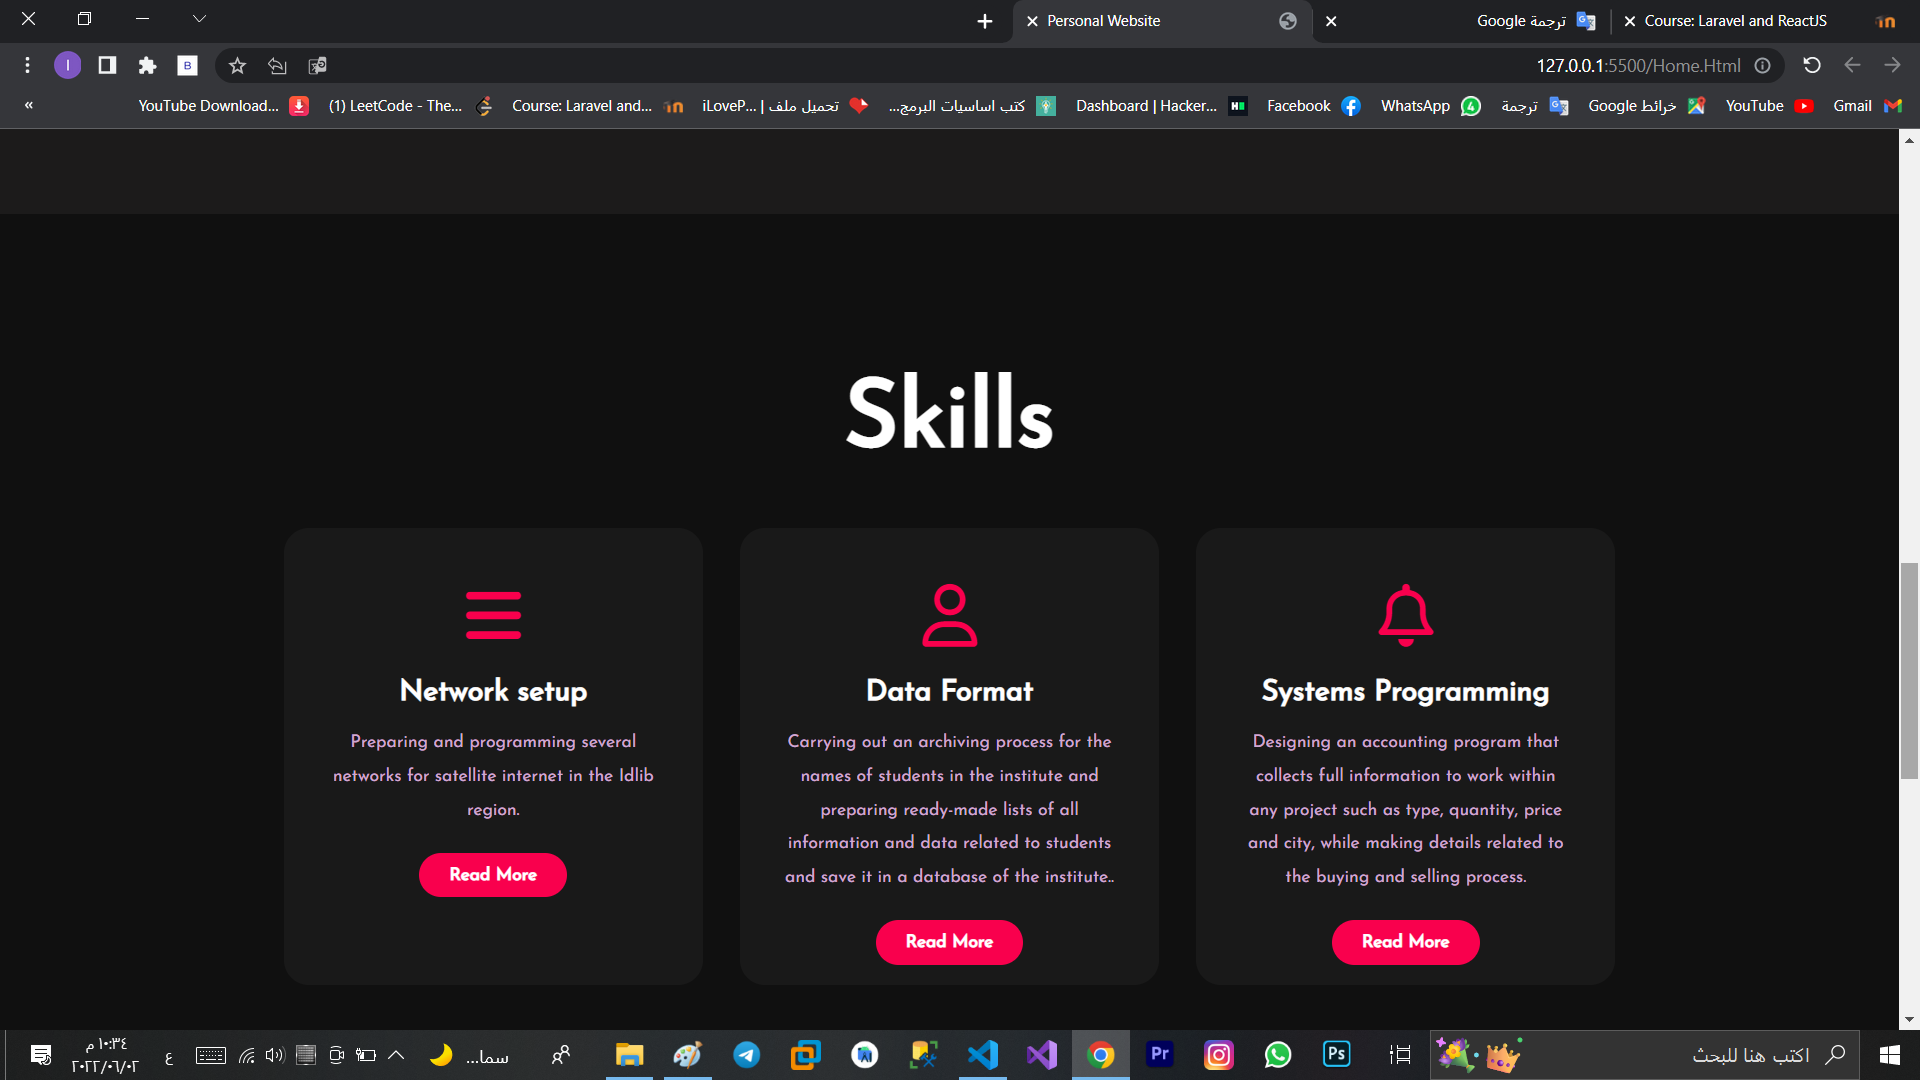 Personal Website
ترجمة Google
Course: Laravel and ReactJS
127.0.0.1:5500/Home.Html
«
YouTube Download...
(1) LeetCode - The...
Course: Laravel and...
iLoveP... | تحميل ملف
كتب اساسيات البرمج...
Dashboard | Hacker...
Facebook
WhatsApp
ترجمة
خرائط Google
YouTube
Gmail
Skills
Network setup
Preparing and programming several
networks for satellite internet in the Idlib
region.
Read More
Data Format
Carrying out an archiving process for the
names of students in the institute and
preparing ready-made lists of all
information and data related to students
and save it in a database of the institute..
Read More
Systems Programming
Designing an accounting program that
collects full information to work within
any project such as type, quantity, price
and city, while making details related to
the buying and selling process.
Read More
١٠:٣٤ م
٢٠٢٢/٠٦/٠٢
ع
سما...
اكتب هنا للبحث